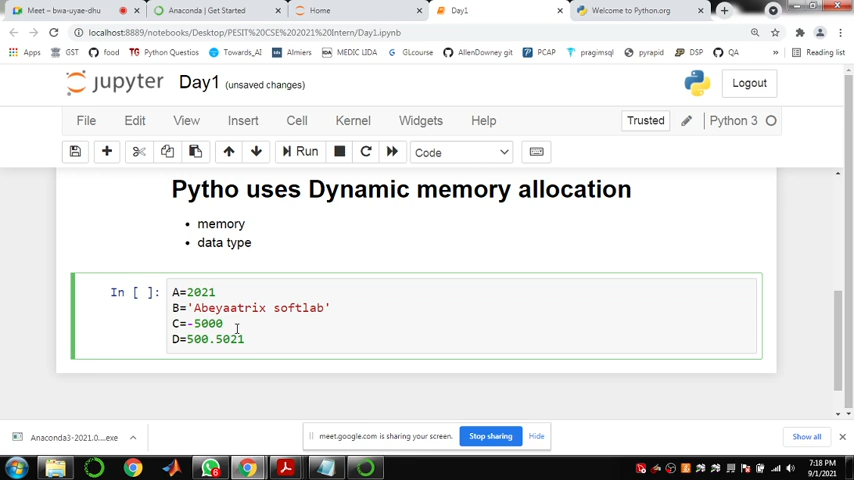 Meet – bwa-uyae-dhu
Anaconda | Get Started
Home
Day1
Welcome to Python.org
localhost:8889/notebooks/Desktop/PESIT%20CSE%202021%20Intern/Day1.ipynb
Apps GST food Python Questios Towards_AI Almiers MEDIC LIDA GLcourse AllenDowney git PCAP pragimsql pyrapid DSP QA Reading list
jupyter Day1 (unsaved changes) Logout
File Edit View Insert Cell Kernel Widgets Help Trusted Python 3
Run Code
Pytho uses Dynamic memory allocation
• memory
• data type
In [ ]: A=2021
B='Abeyaatrix softlab'
C=-5000
D=500.5021
Anaconda3-2021.0....exe
meet.google.com is sharing your screen. Stop sharing Hide
Show all
7:18 PM
9/1/2021